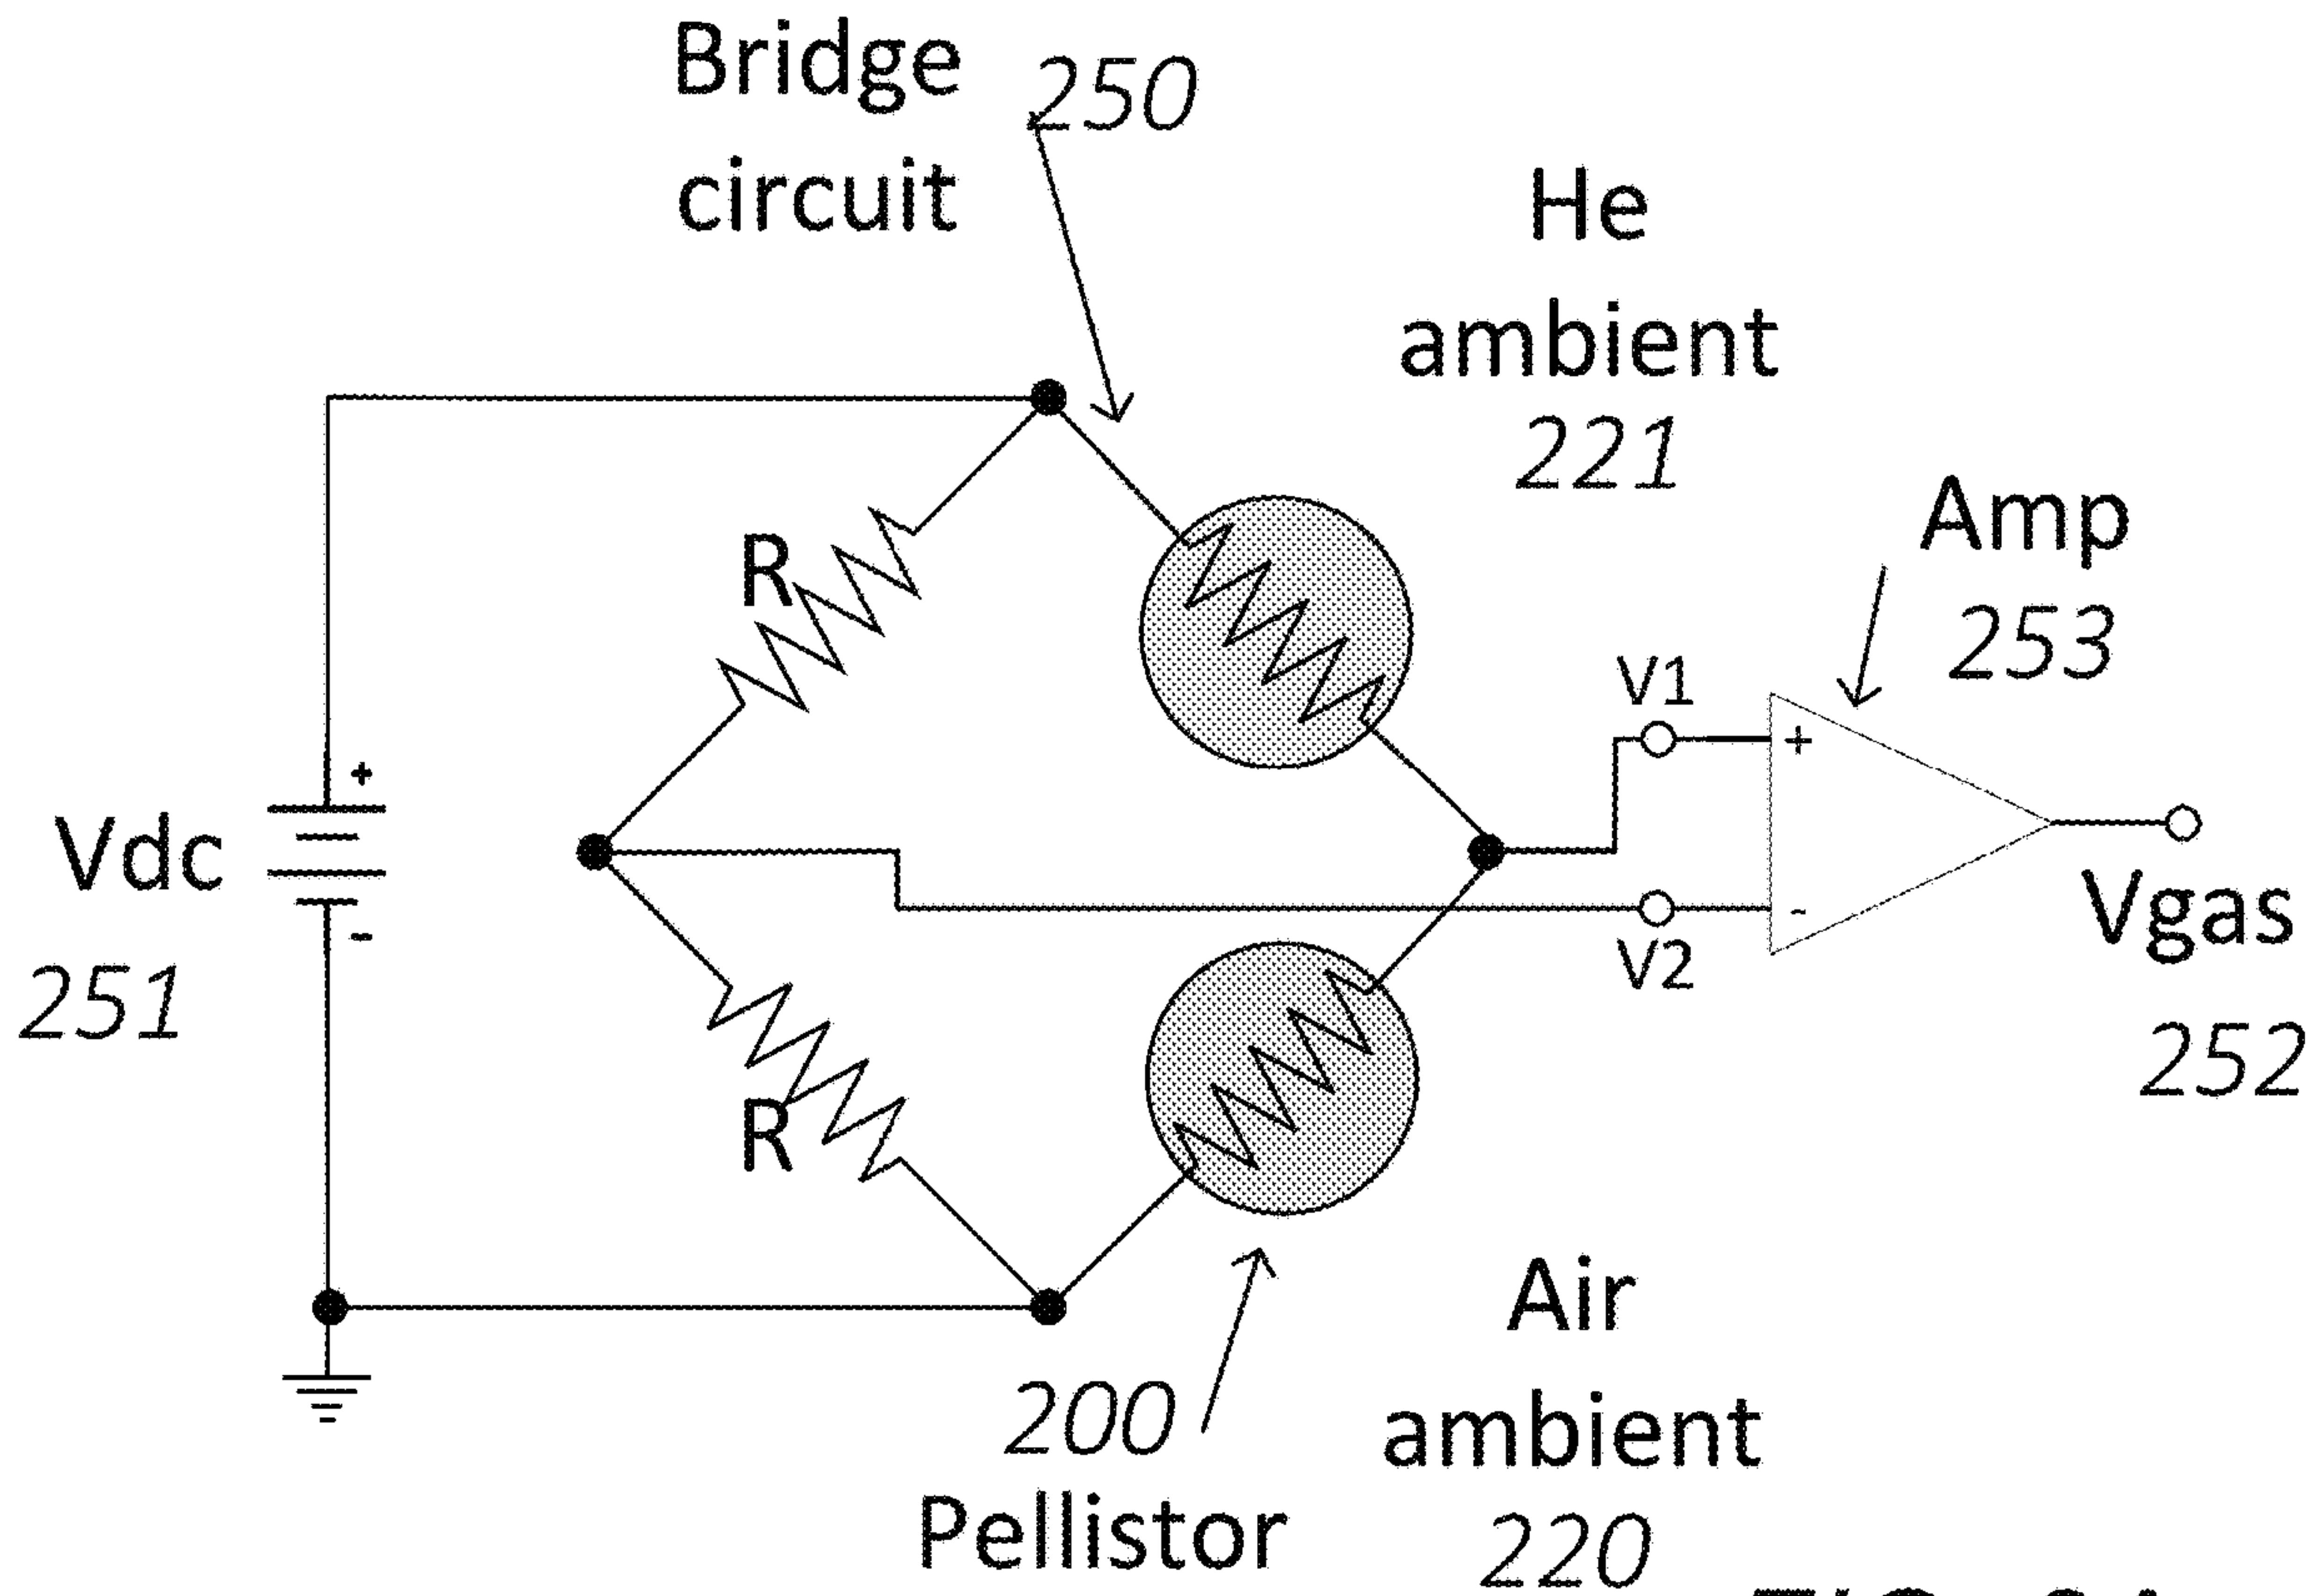 Bridge 250
circuit
He
ambient
221
Amp
253
R
V1
+
+
Vdc
-
251
-
V2
Vgas
252
R
Air
ambient
220
200
Pellistor